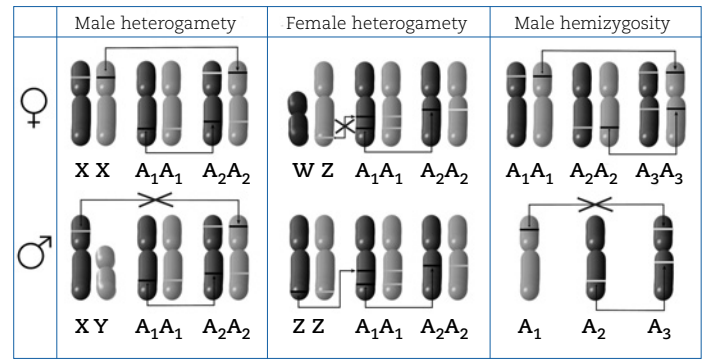 Male heterogamety Female heterogamety Male hemizygosity
♀
X X A₁A₁ A₂A₂ W Z A₁A₁ A₂A₂ A₁A₁ A₂A₂ A₃A₃
♂
X Y A₁A₁ A₂A₂ Z Z A₁A₁ A₂A₂ A₁ A₂ A₃